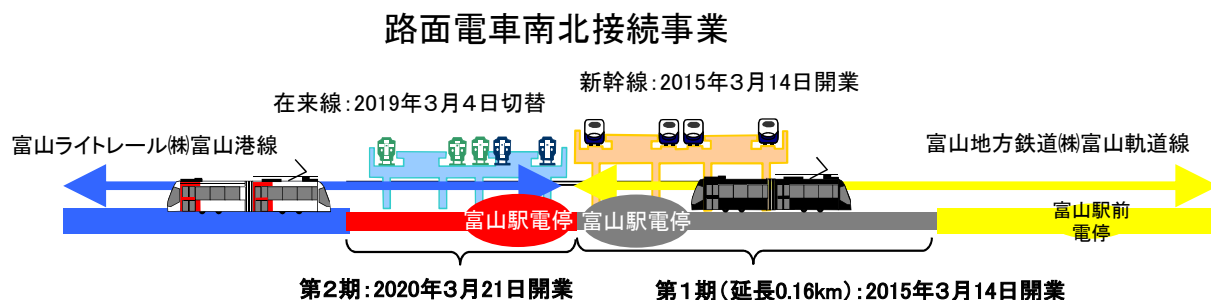 路面電車南北接続事業
新幹線:2015年3月14日開業
在来線:2019年3月4日切替
富山ライトレール㈱富山港線
富山地方鉄道㈱富山軌道線
富山駅電停
富山駅電停
富山駅前
電停
第2期:2020年3月21日開業
第1期(延長0.16km):2015年3月14日開業